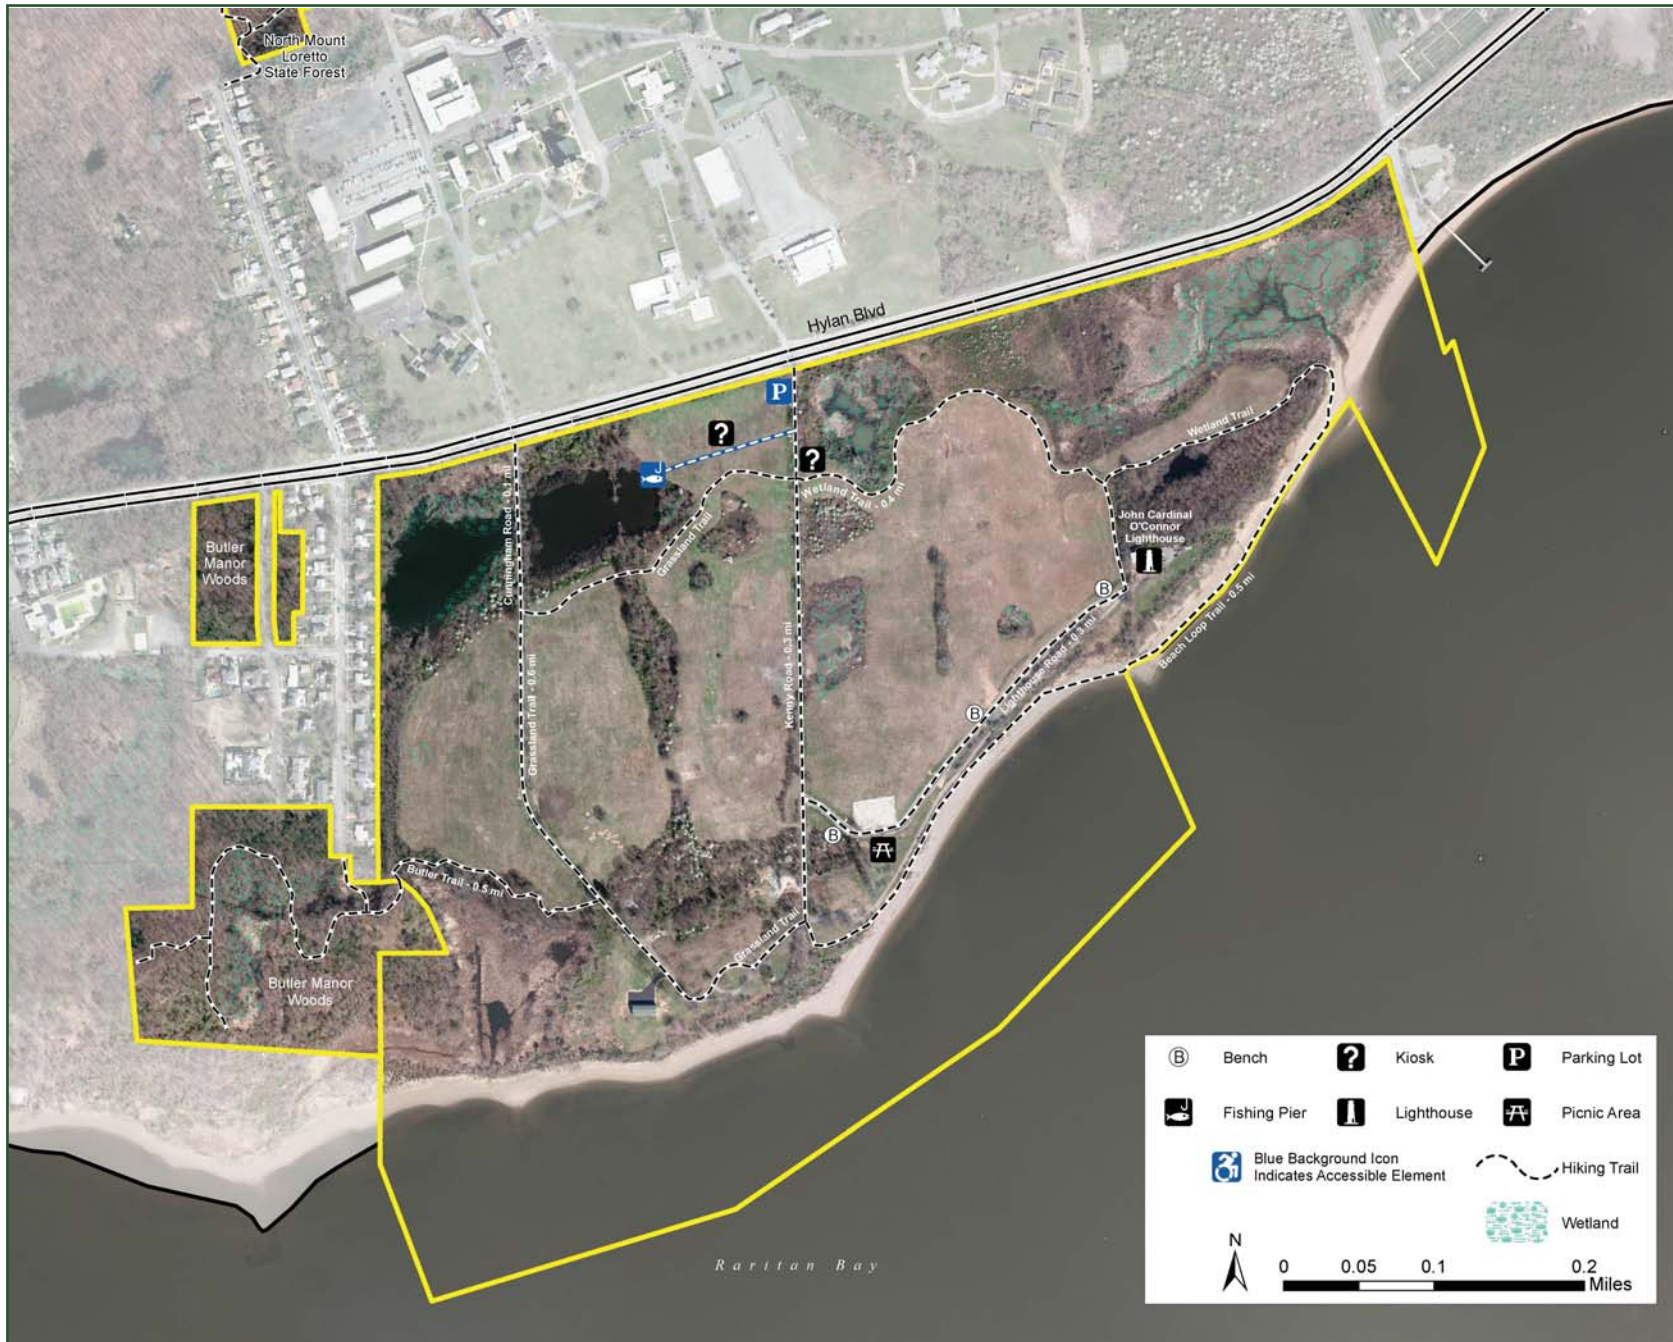 North Mount
Loretto
State Forest
Hylan Blvd
P
?
?
Cunningham Road - 0.1 mi
Grassland Trail
Wetland Trail - 0.4 mi
Wetland Trail
John Cardinal
O'Connor
Lighthouse
B
Butler
Manor
Woods
Grassland Trail - 0.6 mi
Kenny Road - 0.3 mi
Lighthouse Road - 0.3 mi
Beach Loop Trail - 0.5 mi
B
B
Butler Trail - 0.5 mi
Grassland Trail
Butler Manor
Woods
Raritan Bay
B Bench
? Kiosk
P Parking Lot
Fishing Pier
Lighthouse
Picnic Area
Blue Background Icon
Indicates Accessible Element
Hiking Trail
Wetland
N
0 0.05 0.1 0.2
Miles